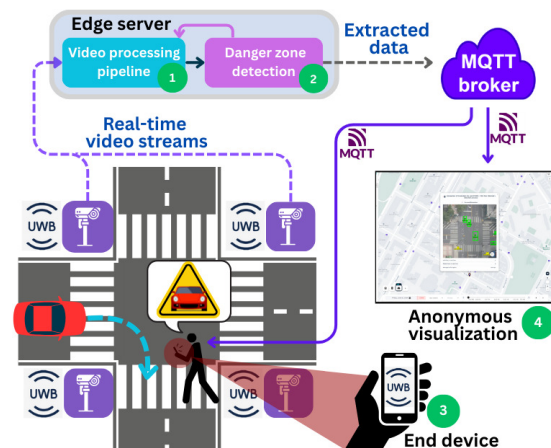 Edge server
Video processing
pipeline
1
Danger zone
detection
2
Extracted
data
MQTT
broker
Real-time
video streams
MQTT
MQTT
UWB
UWB
Anonymous
visualization
4
UWB
UWB
UWB
3
End device